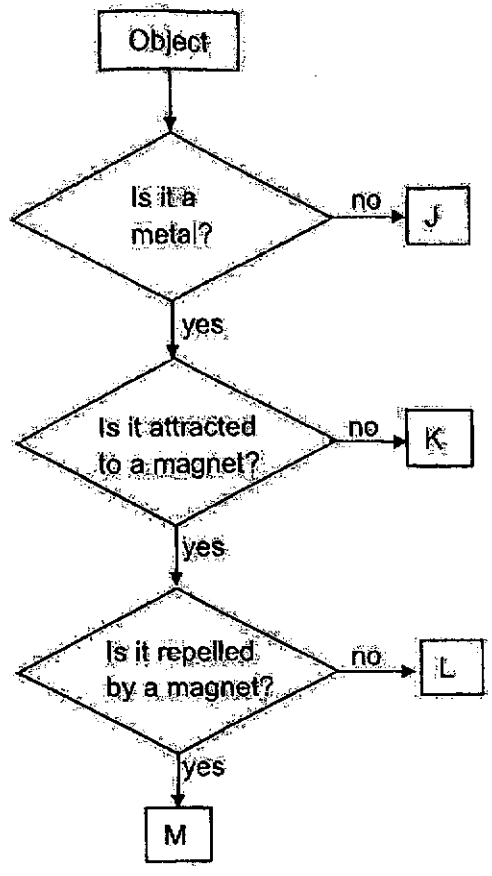 Object
Is it a
metal?
no
J
yes
Is it attracted
to a magnet?
no
K
yes
Is it repelled
by a magnet?
no
L
yes
M